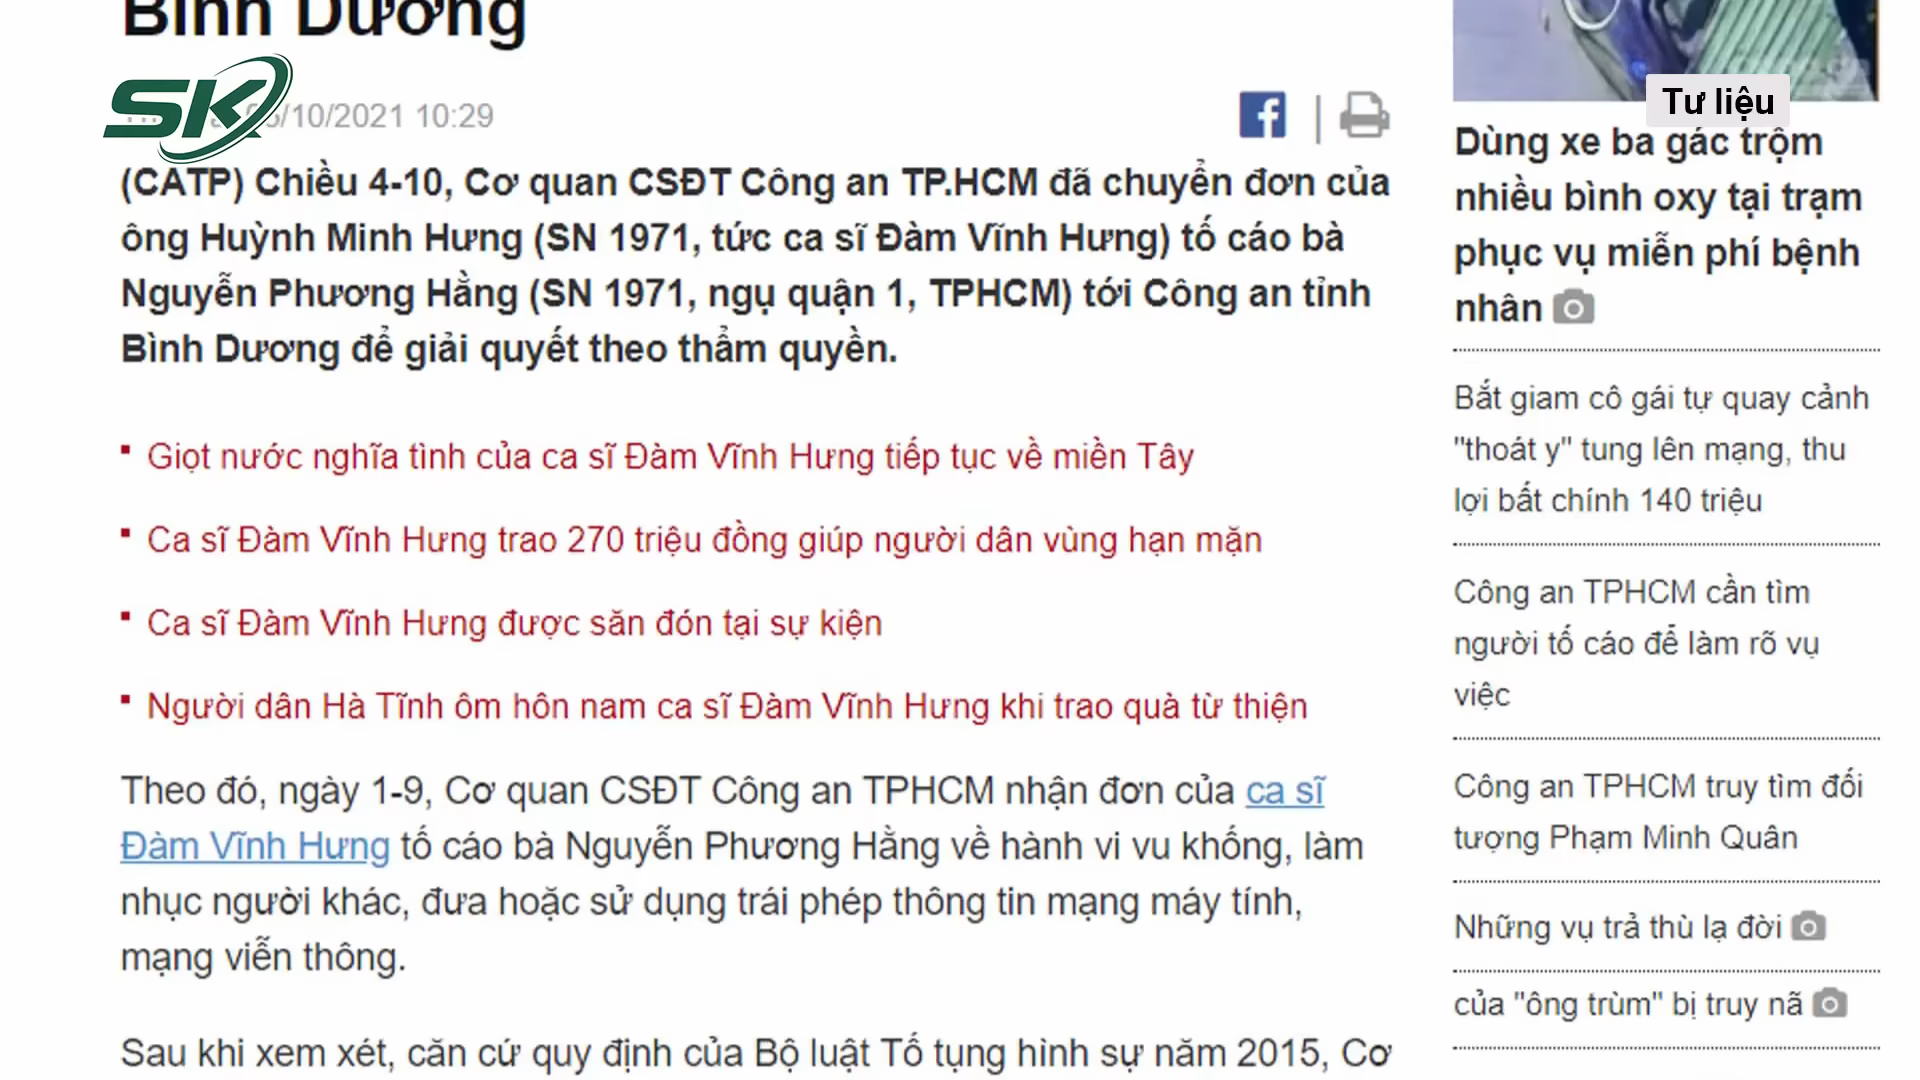 Bình Dương
SK
/10/2021 10:29
(CATP) Chiều 4-10, Cơ quan CSĐT Công an TP.HCM đã chuyển đơn của
ông Huỳnh Minh Hưng (SN 1971, tức ca sĩ Đàm Vĩnh Hưng) tố cáo bà
Nguyễn Phương Hằng (SN 1971, ngụ quận 1, TPHCM) tới Công an tỉnh
Bình Dương để giải quyết theo thẩm quyền.
Giọt nước nghĩa tình của ca sĩ Đàm Vĩnh Hưng tiếp tục về miền Tây
Ca sĩ Đàm Vĩnh Hưng trao 270 triệu đồng giúp người dân vùng hạn mặn
Ca sĩ Đàm Vĩnh Hưng được săn đón tại sự kiện
Người dân Hà Tĩnh ôm hôn nam ca sĩ Đàm Vĩnh Hưng khi trao quà từ thiện
Theo đó, ngày 1-9, Cơ quan CSĐT Công an TPHCM nhận đơn của ca sĩ
Đàm Vĩnh Hưng tố cáo bà Nguyễn Phương Hằng về hành vi vu khống, làm
nhục người khác, đưa hoặc sử dụng trái phép thông tin mạng máy tính,
mạng viễn thông.
Sau khi xem xét, căn cứ quy định của Bộ luật Tố tụng hình sự năm 2015, Cơ
Tư liệu
Dùng xe ba gác trộm
nhiều bình oxy tại trạm
phục vụ miễn phí bệnh
nhân
Bắt giam cô gái tự quay cảnh
"thoát y" tung lên mạng, thu
lợi bất chính 140 triệu
Công an TPHCM cần tìm
người tố cáo để làm rõ vụ
việc
Công an TPHCM truy tìm đối
tượng Phạm Minh Quân
Những vụ trả thù lạ đời
của "ông trùm" bị truy nã